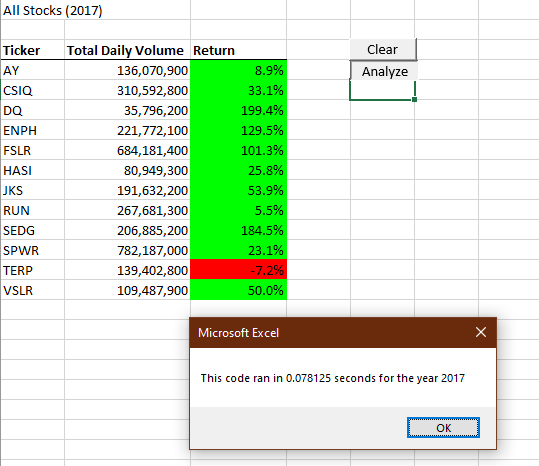 All Stocks (2017)
Ticker Total Daily Volume Return
AY 136,070,900 8.9%
CSIQ 310,592,800 33.1%
DQ 35,796,200 199.4%
ENPH 221,772,100 129.5%
FSLR 684,181,400 101.3%
HASI 80,949,300 25.8%
JKS 191,632,200 53.9%
RUN 267,681,300 5.5%
SEDG 206,885,200 184.5%
SPWR 782,187,000 23.1%
TERP 139,402,800 -7.2%
VSLR 109,487,900 50.0%
Clear
Analyze
Microsoft Excel
This code ran in 0.078125 seconds for the year 2017
OK